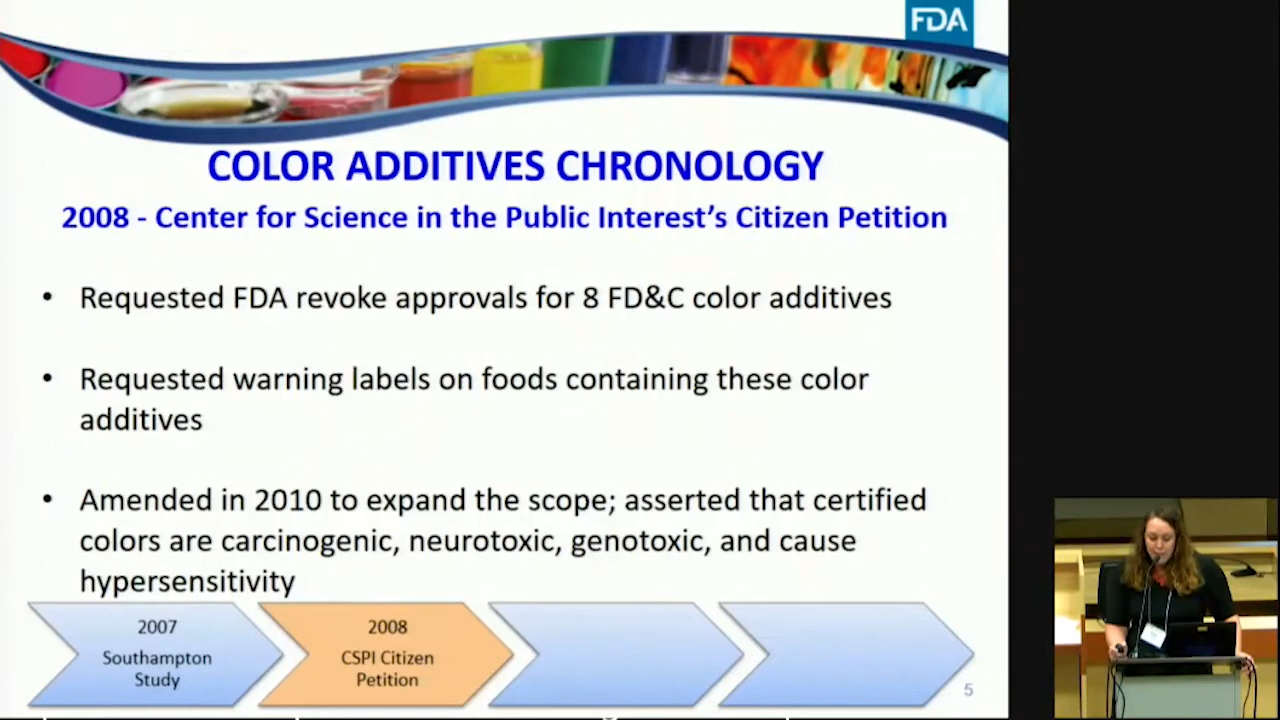 FDA
COLOR ADDITIVES CHRONOLOGY
2008 - Center for Science in the Public Interest's Citizen Petition
• Requested FDA revoke approvals for 8 FD&C color additives
• Requested warning labels on foods containing these color
additives
• Amended in 2010 to expand the scope; asserted that certified
colors are carcinogenic, neurotoxic, genotoxic, and cause
hypersensitivity
2007
Southampton
Study
2008
CSPI Citizen
Petition
5